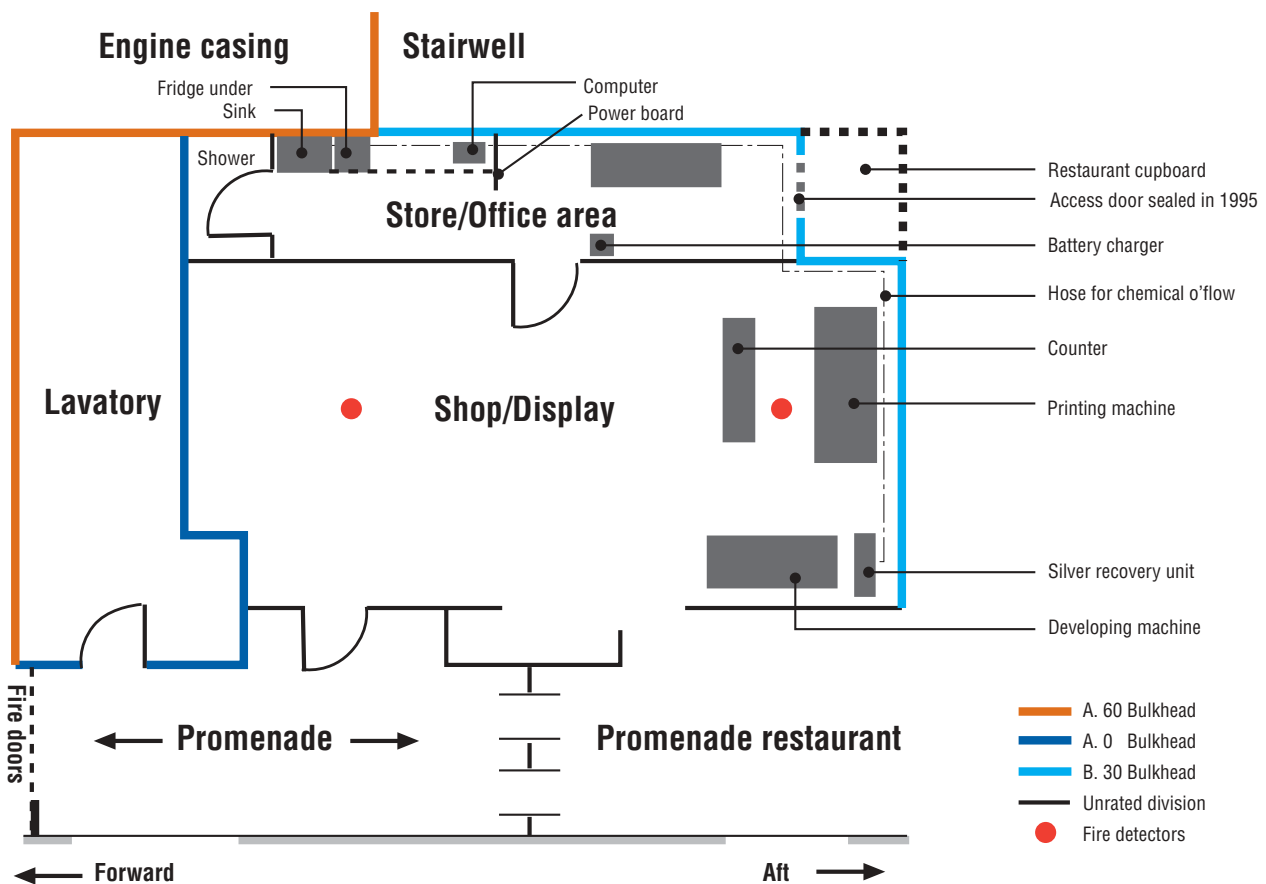 Engine casing
Stairwell
Fridge under
Sink
Computer
Power board
Shower
Restaurant cupboard
Access door sealed in 1995
Store/Office area
Battery charger
Hose for chemical o’flow
Counter
Lavatory
Shop/Display
Printing machine
Silver recovery unit
Developing machine
Fire doors
Promenade
Promenade restaurant
A. 60 Bulkhead
A. 0 Bulkhead
B. 30 Bulkhead
Unrated division
Fire detectors
Forward
Aft